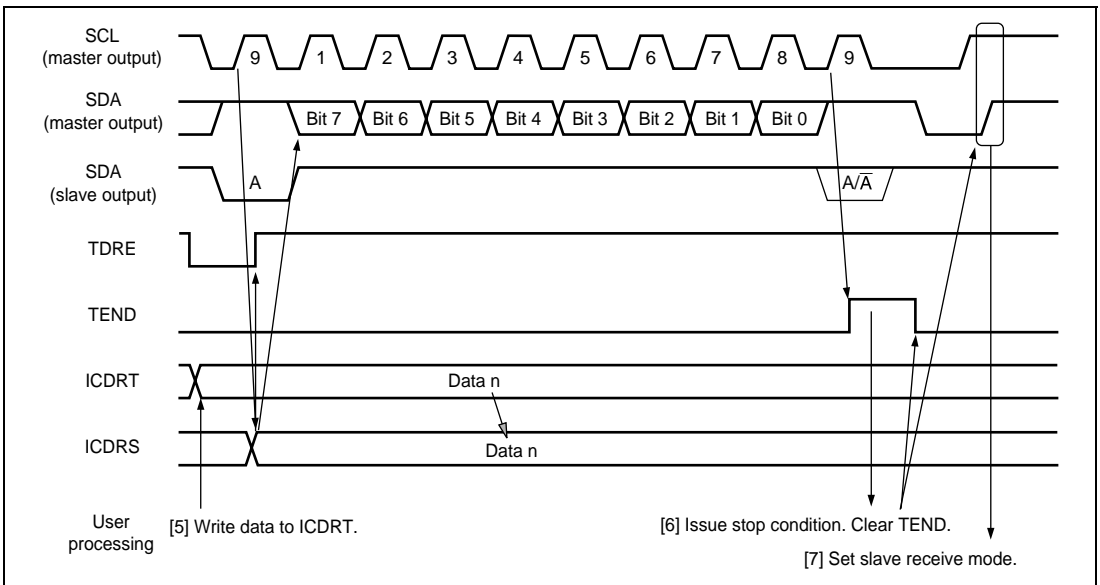 SCL
(master output)
9 1 2 3 4 5 6 7 8 9
SDA
(master output)
Bit 7 Bit 6 Bit 5 Bit 4 Bit 3 Bit 2 Bit 1 Bit 0
SDA
(slave output)
A A/A̅
TDRE
TEND
ICDRT
Data n
ICDRS
Data n
User
processing
[5] Write data to ICDRT.
[6] Issue stop condition. Clear TEND.
[7] Set slave receive mode.